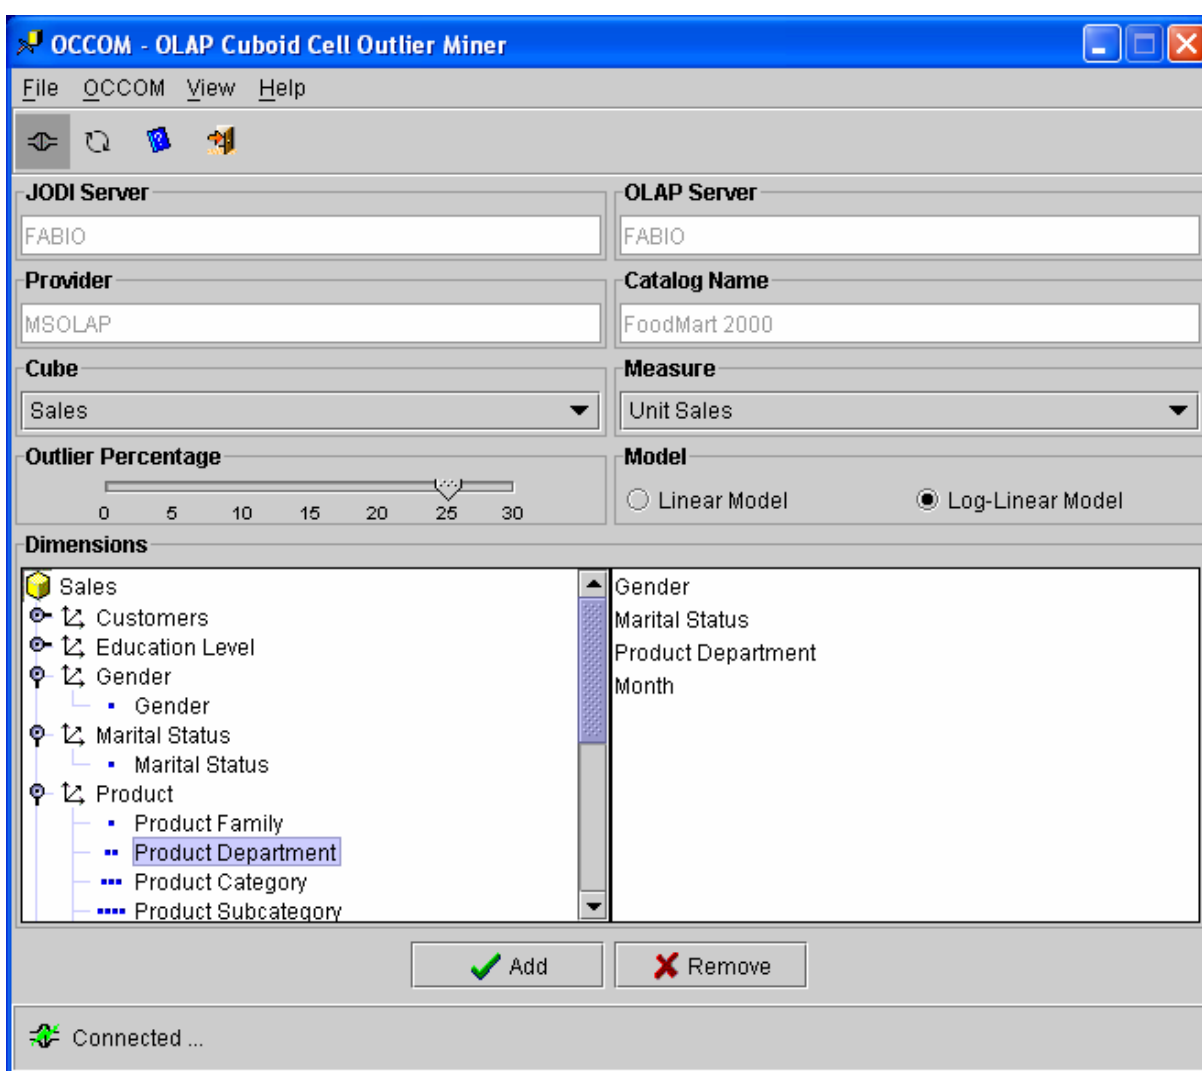 OCCOM - OLAP Cuboid Cell Outlier Miner
File OCCOM View Help
JODI Server
OLAP Server
FABIO
FABIO
Provider
Catalog Name
MSOLAP
FoodMart 2000
Cube
Measure
Sales
Unit Sales
Outlier Percentage
Model
0 5 10 15 20 25 30
Linear Model Log-Linear Model
Dimensions
Sales
Customers
Education Level
Gender
Gender
Marital Status
Marital Status
Product
Product Family
Product Department
Product Category
Product Subcategory
Gender
Marital Status
Product Department
Month
Add
Remove
Connected ...